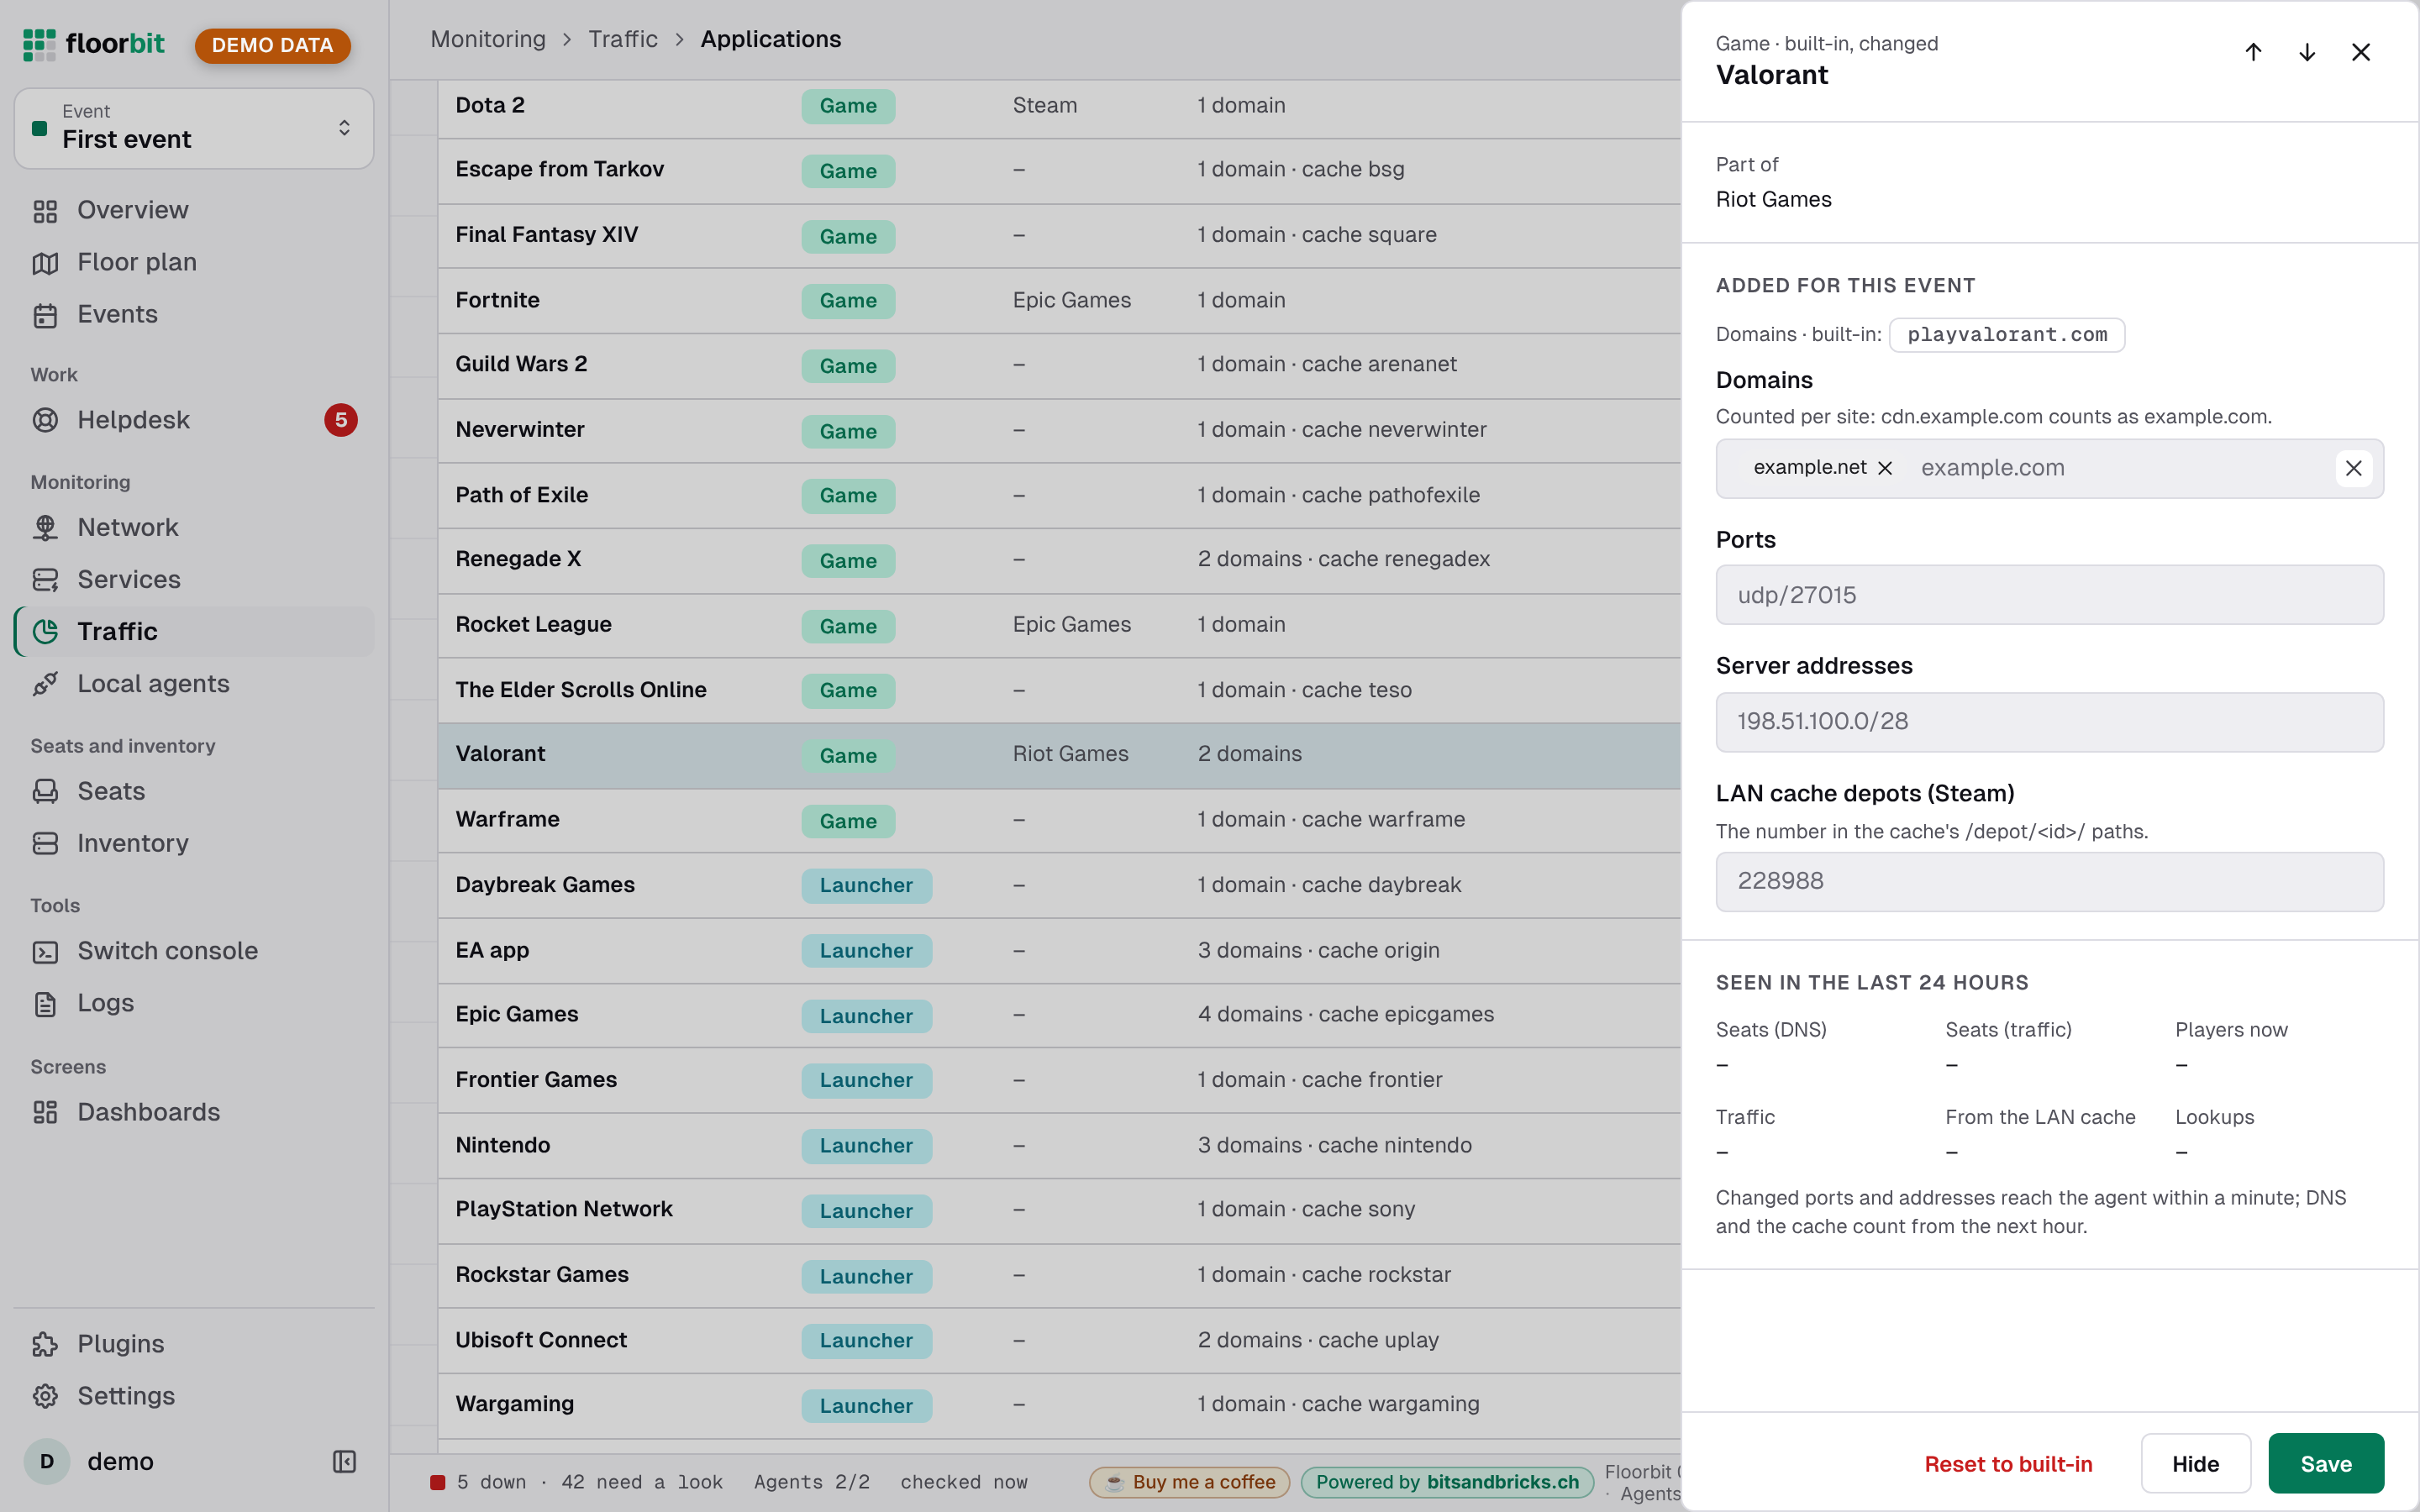 floorbit
DEMO DATA
Event
First event
Overview
Floor plan
Events
Work
Helpdesk 5
Monitoring
Network
Services
Traffic
Local agents
Seats and inventory
Seats
Inventory
Tools
Switch console
Logs
Screens
Dashboards
Plugins
Settings
D demo
Monitoring > Traffic > Applications
Dota 2 Game Steam 1 domain
Escape from Tarkov Game – 1 domain · cache bsg
Final Fantasy XIV Game – 1 domain · cache square
Fortnite Game Epic Games 1 domain
Guild Wars 2 Game – 1 domain · cache arenanet
Neverwinter Game – 1 domain · cache neverwinter
Path of Exile Game – 1 domain · cache pathofexile
Renegade X Game – 2 domains · cache renegadex
Rocket League Game Epic Games 1 domain
The Elder Scrolls Online Game – 1 domain · cache teso
Valorant Game Riot Games 2 domains
Warframe Game – 1 domain · cache warframe
Daybreak Games Launcher – 1 domain · cache daybreak
EA app Launcher – 3 domains · cache origin
Epic Games Launcher – 4 domains · cache epicgames
Frontier Games Launcher – 1 domain · cache frontier
Nintendo Launcher – 3 domains · cache nintendo
PlayStation Network Launcher – 1 domain · cache sony
Rockstar Games Launcher – 1 domain · cache rockstar
Ubisoft Connect Launcher – 2 domains · cache uplay
Wargaming Launcher – 1 domain · cache wargaming
5 down · 42 need a look Agents 2/2 checked now
Buy me a coffee
Powered by bitsandbricks.ch
Floorbit
· Agents
Game · built-in, changed
Valorant
Part of
Riot Games
ADDED FOR THIS EVENT
Domains · built-in: playvalorant.com
Domains
Counted per site: cdn.example.com counts as example.com.
example.net example.com
Ports
udp/27015
Server addresses
198.51.100.0/28
LAN cache depots (Steam)
The number in the cache's /depot/<id>/ paths.
228988
SEEN IN THE LAST 24 HOURS
Seats (DNS) Seats (traffic) Players now
– – –
Traffic From the LAN cache Lookups
– – –
Changed ports and addresses reach the agent within a minute; DNS
and the cache count from the next hour.
Reset to built-in Hide Save